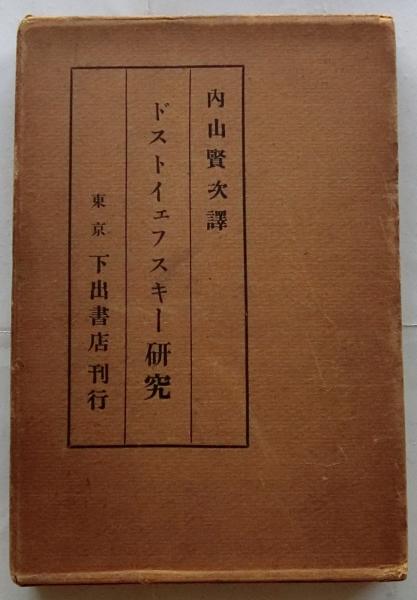 内山賢次譯
ドストイェフスキー研究
東京 下出書店刊行